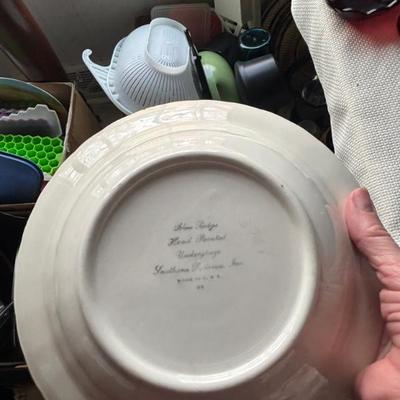 Blue Ridge
Hand Painted
Underglaze
Southern Potteries, Inc.
MADE IN U. S. A.